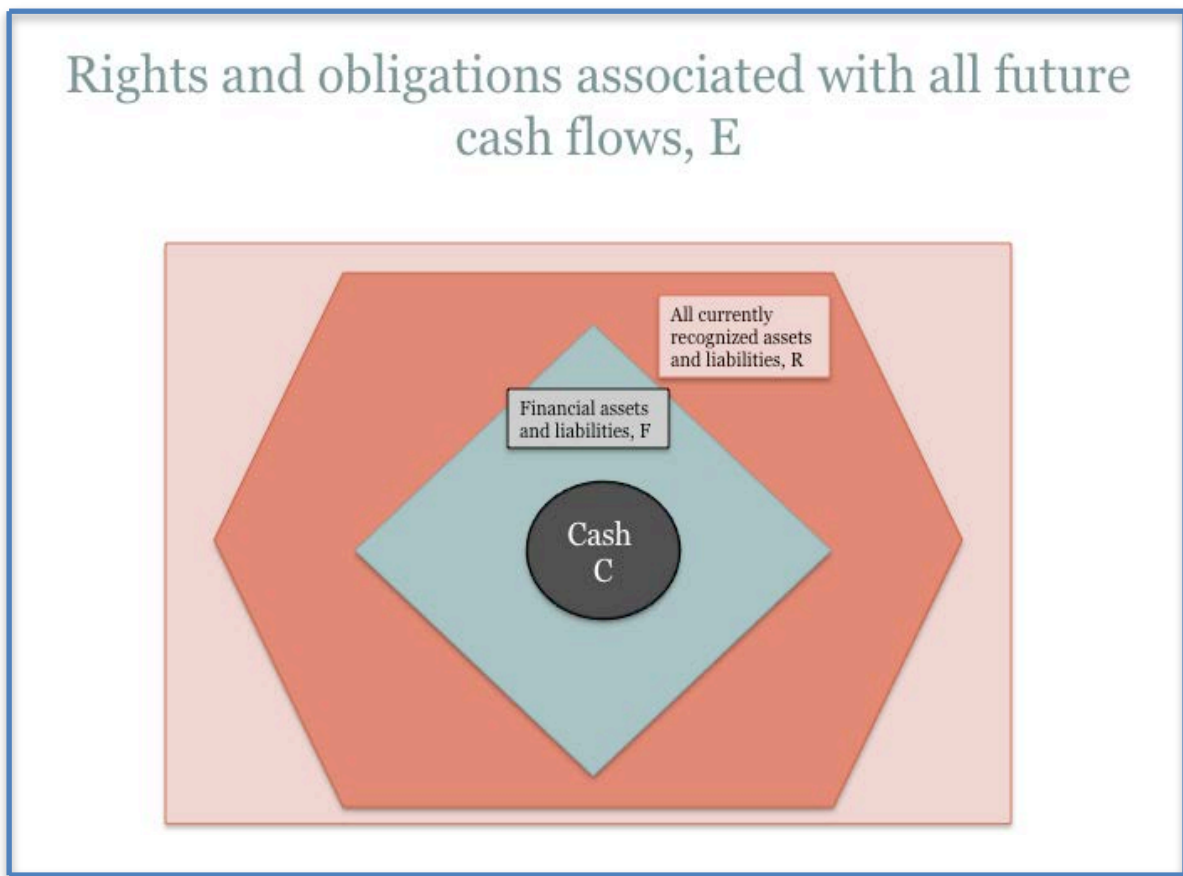 Rights and obligations associated with all future
cash flows, E
All currently
recognized assets
and liabilities, R
Financial assets
and liabilities, F
Cash
C